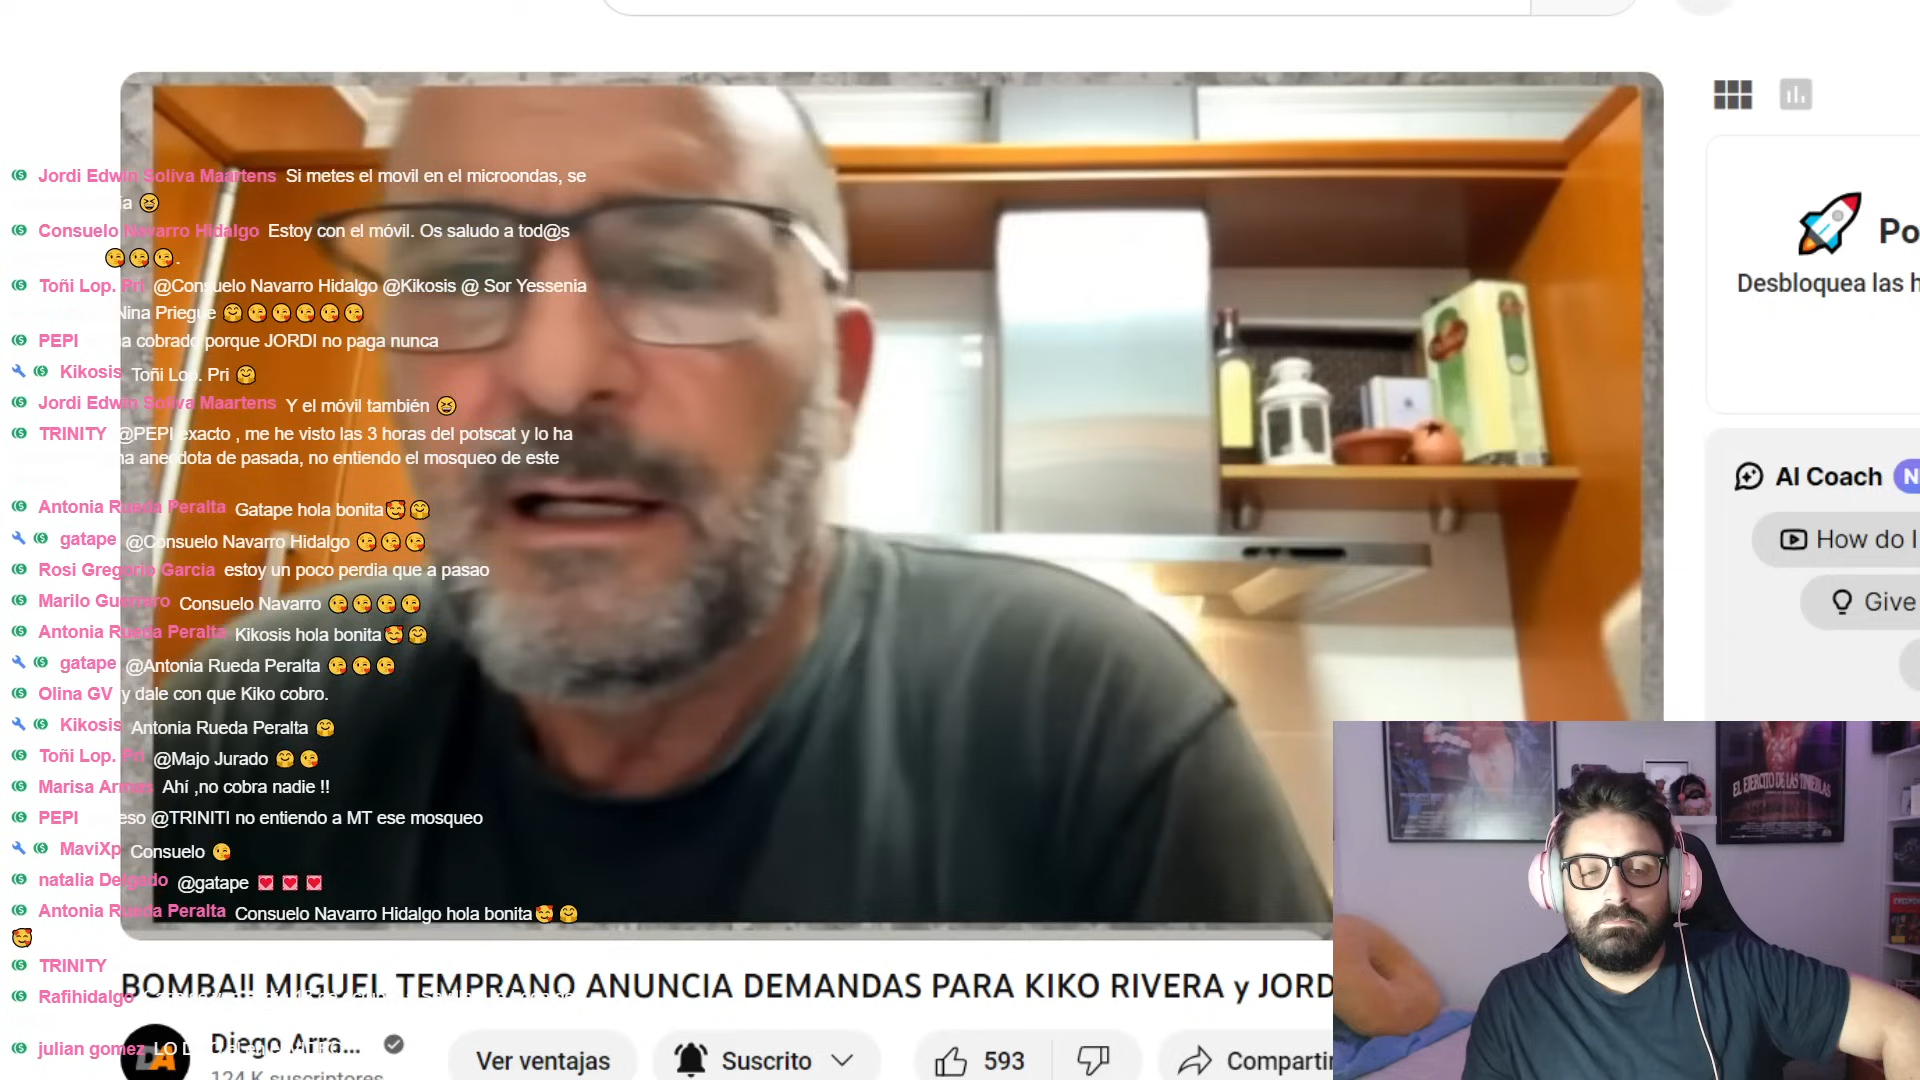 Jordi Edwin Soliva Maartens Si metes el movil en el microondas, se
ia 😆
Consuelo Navarro Hidalgo Estoy con el móvil. Os saludo a tod@s
😘😘😘.
Toñi Lop. Pri @Consuelo Navarro Hidalgo @Kikosis @ Sor Yessenia
Nina Priegue 🤗😘😘😘😘😘
PEPI a cobrado porque JORDI no paga nunca
Kikosis Toñi Lop. Pri 🤗
Jordi Edwin Soliva Maartens Y el móvil también 😆
TRINITY @PEPI exacto , me he visto las 3 horas del potscat y lo ha
na anecdota de pasada, no entiendo el mosqueo de este
Antonia Rueda Peralta Gatape hola bonita🥰🤗
gatape @Consuelo Navarro Hidalgo 😘😘😘
Rosi Gregorio Garcia estoy un poco perdia que a pasao
Marilo Guerrero Consuelo Navarro 😘😘😘😘
Antonia Rueda Peralta Kikosis hola bonita🥰🤗
gatape @Antonia Rueda Peralta 😘😘😘
Olina GV y dale con que Kiko cobro.
Kikosis Antonia Rueda Peralta 🤗
Toñi Lop. Pri @Majo Jurado 🤗😘
Marisa Armas Ahí ,no cobra nadie !!
PEPI eso @TRINITI no entiendo a MT ese mosqueo
MaviXp Consuelo 😘
natalia Delgado @gatape 💟💟💟
Antonia Rueda Peralta Consuelo Navarro Hidalgo hola bonita🥰🤗
🥰
TRINITY
Rafihidalgo
julian gomez LO
BOMBA!! MIGUEL TEMPRANO ANUNCIA DEMANDAS PARA KIKO RIVERA y JORD
DA
Diego Arro...
124 K suscriptores
Ver ventajas
Suscrito
593
Compartir
Po
Desbloquea las h
AI Coach N
How do I
Give
EL EJERCITO DE LAS TINIEBLAS